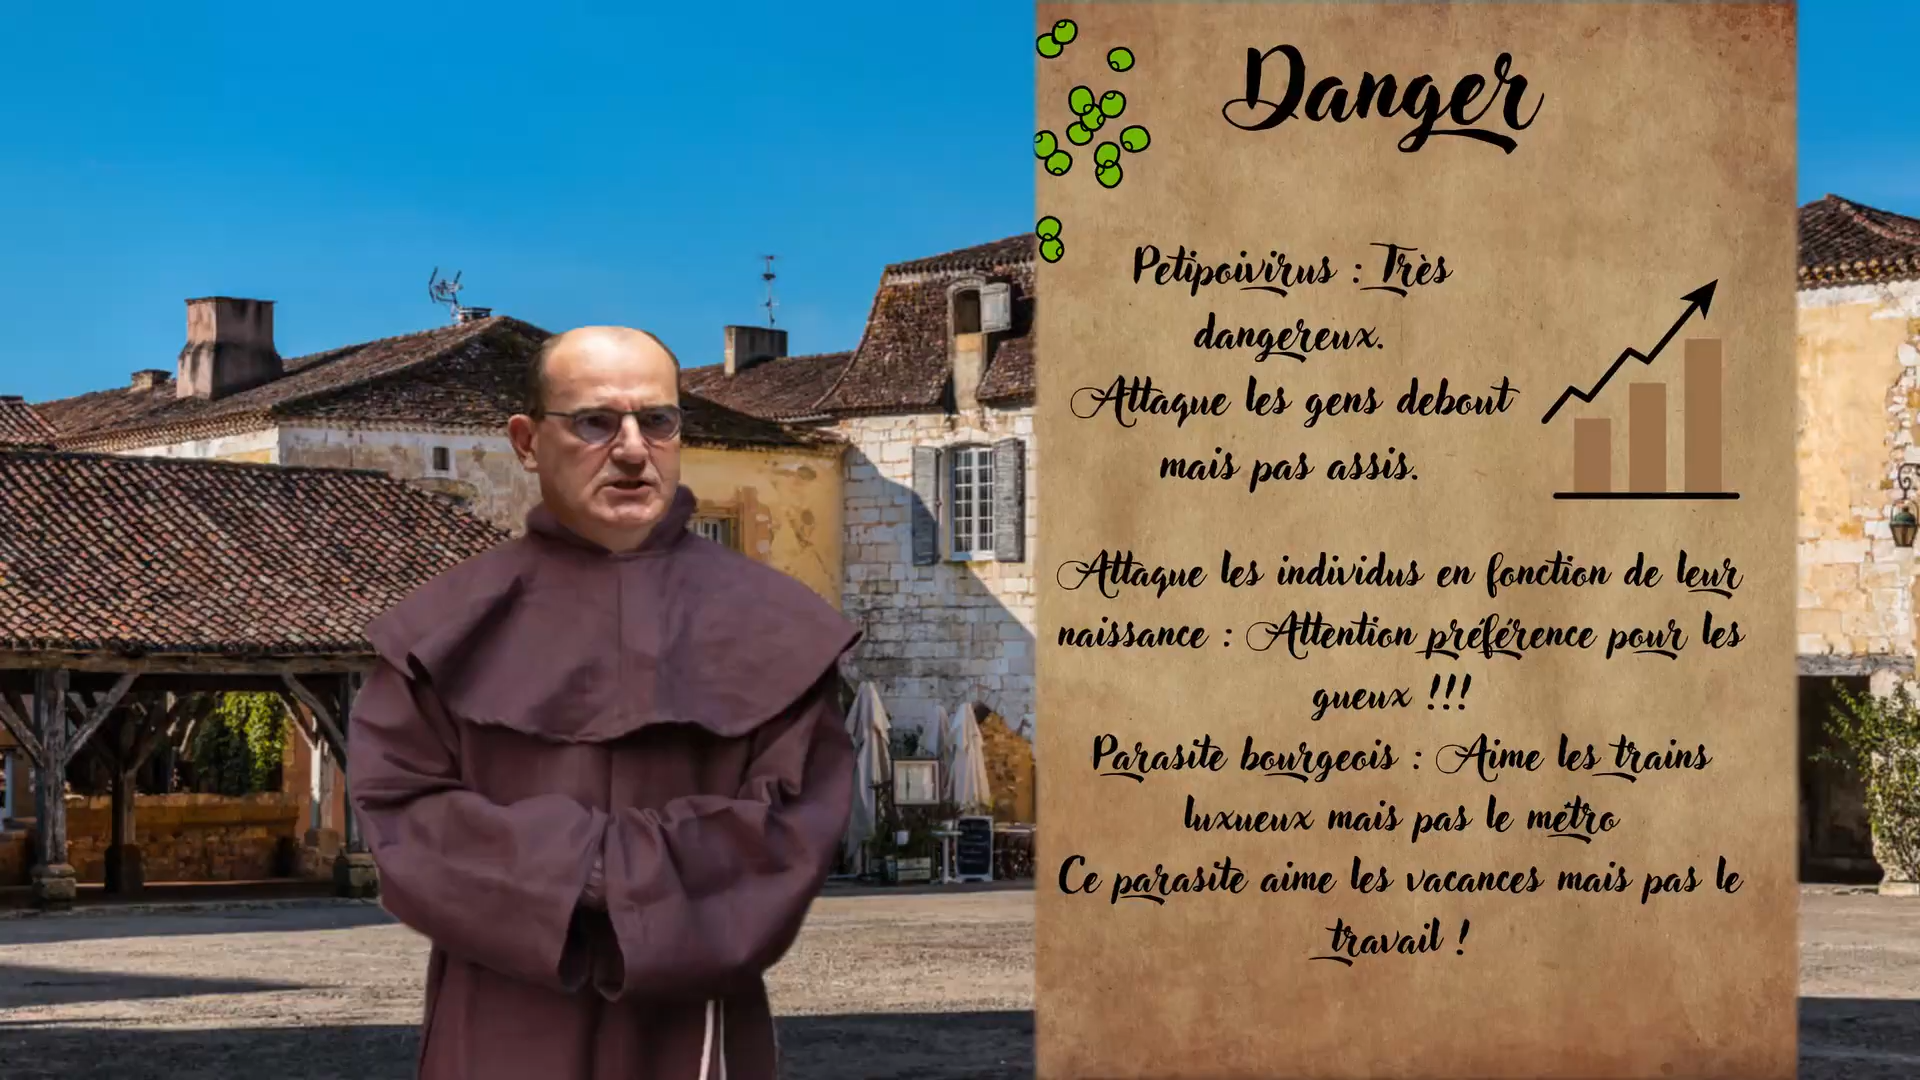 Danger
Petipoivirus : Très
dangereux.
Attaque les gens debout
mais pas assis.
Attaque les individus en fonction de leur
naissance : Attention préférence pour les
gueux !!!
Parasite bourgeois : Aime les trains
luxueux mais pas le métro
Ce parasite aime les vacances mais pas le
travail !